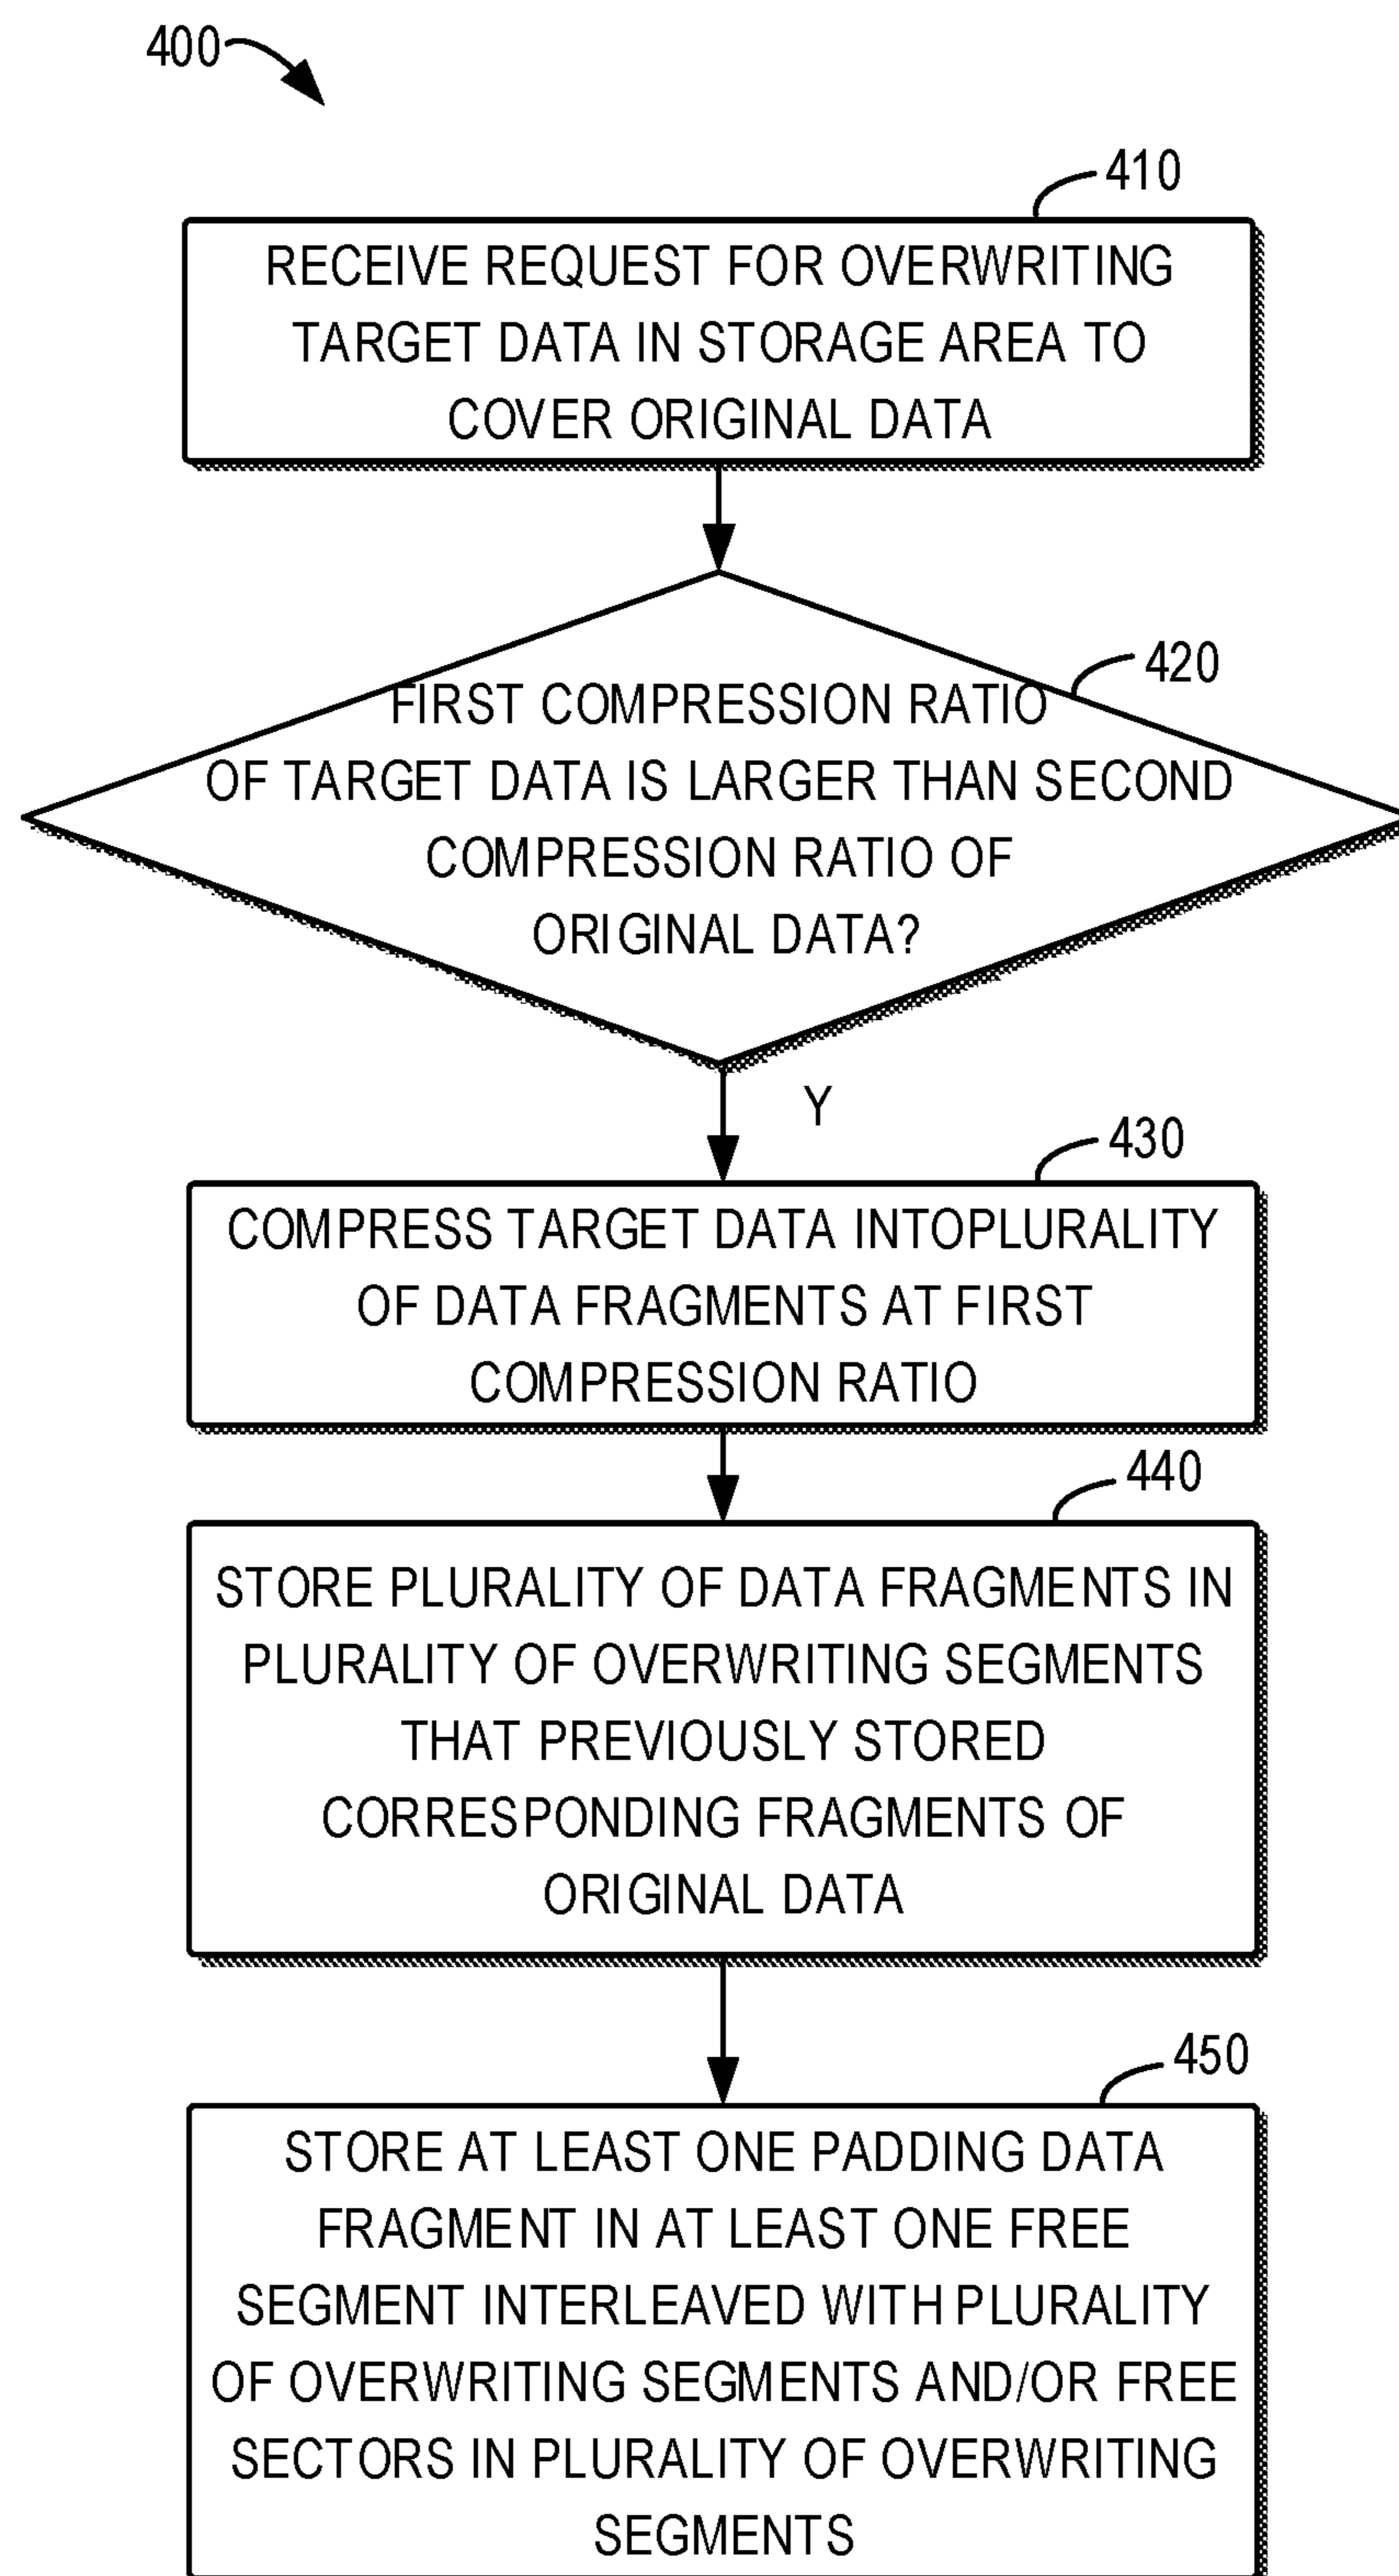 400
410
RECEIVE REQUEST FOR OVERWRITING
TARGET DATA IN STORAGE AREA TO
COVER ORIGINAL DATA
420
FIRST COMPRESSION RATIO
OF TARGET DATA IS LARGER THAN SECOND
COMPRESSION RATIO OF
ORIGINAL DATA?
Y
430
COMPRESS TARGET DATA INTOPLURALITY
OF DATA FRAGMENTS AT FIRST
COMPRESSION RATIO
440
STORE PLURALITY OF DATA FRAGMENTS IN
PLURALITY OF OVERWRITING SEGMENTS
THAT PREVIOUSLY STORED
CORRESPONDING FRAGMENTS OF
ORIGINAL DATA
450
STORE AT LEAST ONE PADDING DATA
FRAGMENT IN AT LEAST ONE FREE
SEGMENT INTERLEAVED WITH PLURALITY
OF OVERWRITING SEGMENTS AND/OR FREE
SECTORS IN PLURALITY OF OVERWRITING
SEGMENTS